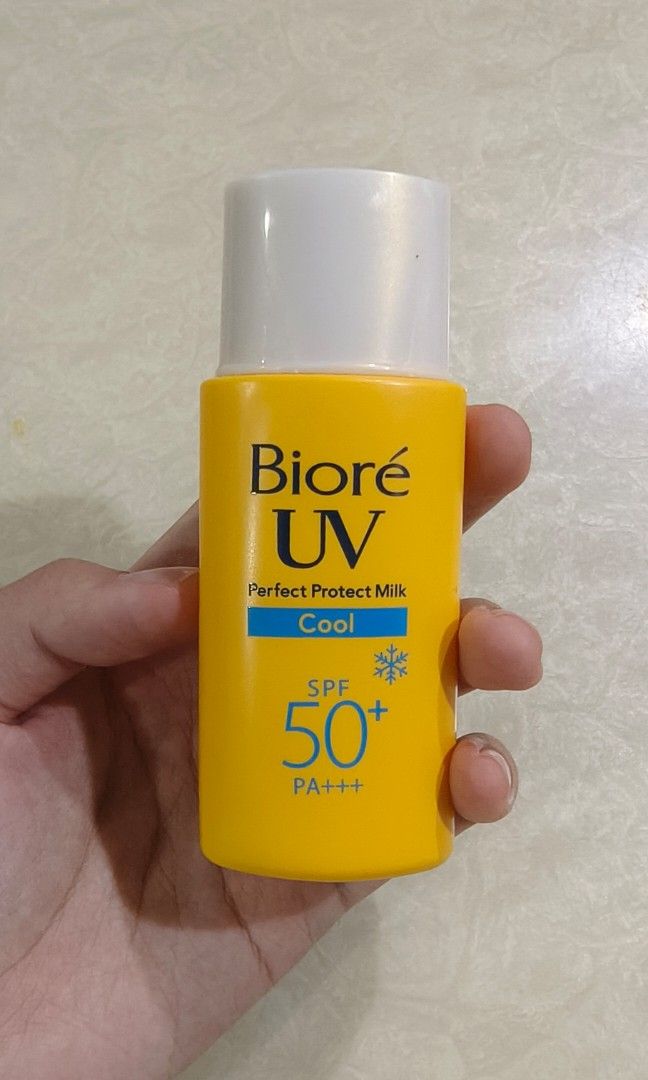 Bioré
UV
Perfect Protect Milk
Cool
SPF
50+
PA+++